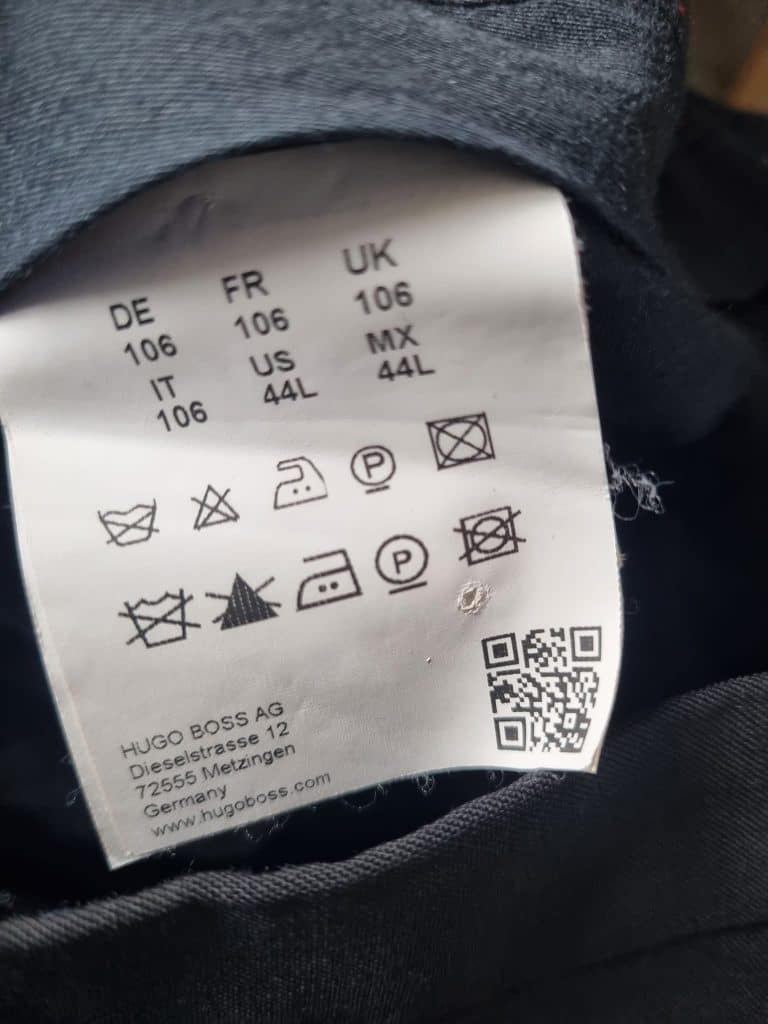 DE FR UK
106 106 106
IT US MX
106 44L 44L
P
P
HUGO BOSS AG
Dieselstrasse 12
72555 Metzingen
Germany
www.hugoboss.com